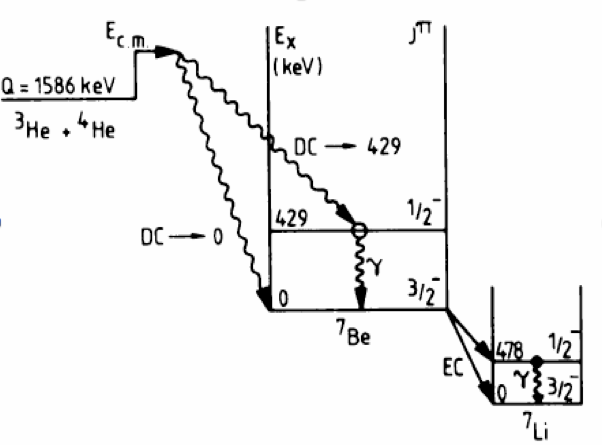 E c.m.
Q = 1586 keV
³He + ⁴He
Eₓ
(keV)
Jᵖⁱ
DC → 429
DC → 0
429
1/2⁻
γ
0
3/2⁻
⁷Be
EC
478
1/2⁻
γ
0
3/2⁻
⁷Li